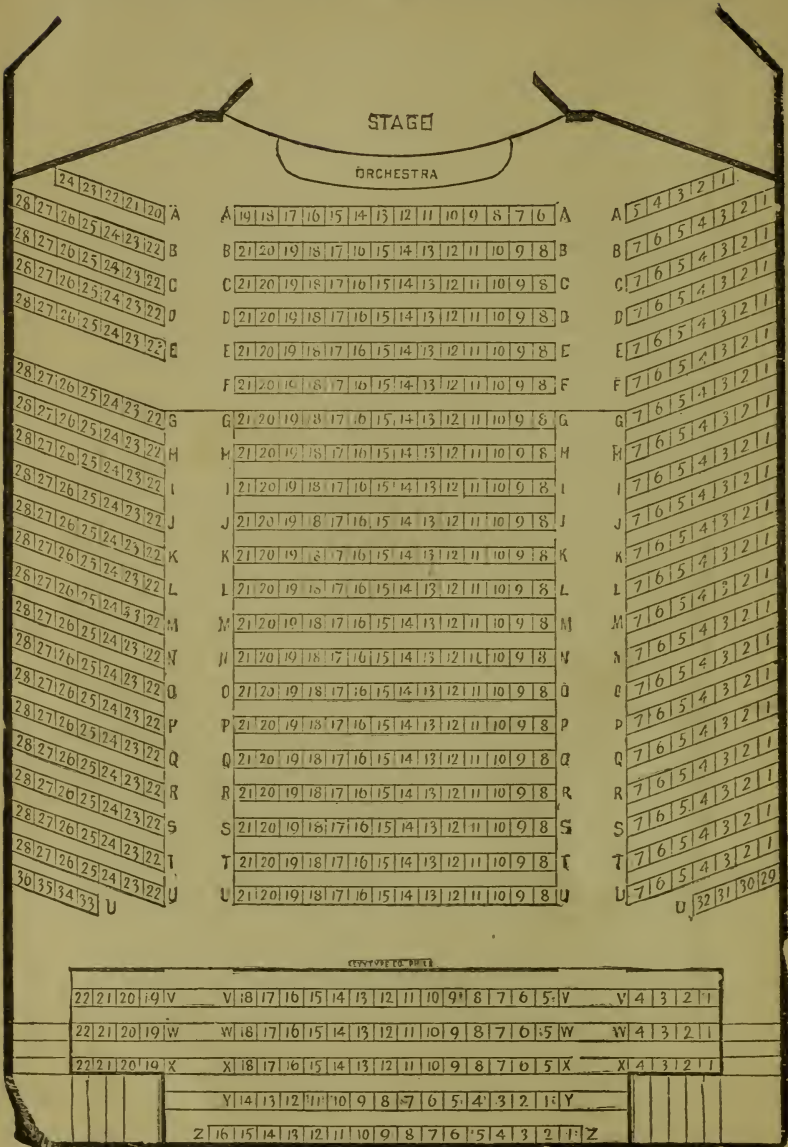 STAGE
ORCHESTRA
24 23 22 21 20 A A 19 18 17 16 15 14 13 12 11 10 9 8 7 6 A A 5 4 3 2 1
28 27 26 25 24 23 22 B B 21 20 19 18 17 16 15 14 13 12 11 10 9 8 B B 7 6 5 4 3 2 1
28 27 26 25 24 23 22 C C 21 20 19 18 17 16 15 14 13 12 11 10 9 8 C C 7 6 5 4 3 2 1
28 27 26 25 24 23 22 D D 21 20 19 18 17 16 15 14 13 12 11 10 9 8 D D 7 6 5 4 3 2 1
28 27 26 25 24 23 22 E E 21 20 19 18 17 16 15 14 13 12 11 10 9 8 E E 7 6 5 4 3 2 1
F 21 20 19 18 17 16 15 14 13 12 11 10 9 8 F F 7 6 5 4 3 2 1
28 27 26 25 24 23 22 G G 21 20 19 18 17 16 15 14 13 12 11 10 9 8 G G 7 6 5 4 3 2 1
28 27 26 25 24 23 22 H H 21 20 19 18 17 16 15 14 13 12 11 10 9 8 H H 7 6 5 4 3 2 1
28 27 26 25 24 23 22 I I 21 20 19 18 17 16 15 14 13 12 11 10 9 8 I I 7 6 5 4 3 2 1
28 27 26 25 24 23 22 J J 21 20 19 18 17 16 15 14 13 12 11 10 9 8 J J 7 6 5 4 3 2 1
28 27 26 25 24 23 22 K K 21 20 19 18 17 16 15 14 13 12 11 10 9 8 K K 7 6 5 4 3 2 1
28 27 26 25 24 23 22 L L 21 20 19 18 17 16 15 14 13 12 11 10 9 8 L L 7 6 5 4 3 2 1
28 27 26 25 24 23 22 M M 21 20 19 18 17 16 15 14 13 12 11 10 9 8 M M 7 6 5 4 3 2 1
28 27 26 25 24 23 22 N N 21 20 19 18 17 16 15 14 13 12 11 10 9 8 N N 7 6 5 4 3 2 1
28 27 26 25 24 23 22 O O 21 20 19 18 17 16 15 14 13 12 11 10 9 8 O O 7 6 5 4 3 2 1
28 27 26 25 24 23 22 P P 21 20 19 18 17 16 15 14 13 12 11 10 9 8 P P 7 6 5 4 3 2 1
28 27 26 25 24 23 22 Q Q 21 20 19 18 17 16 15 14 13 12 11 10 9 8 Q Q 7 6 5 4 3 2 1
28 27 26 25 24 23 22 R R 21 20 19 18 17 16 15 14 13 12 11 10 9 8 R R 7 6 5 4 3 2 1
28 27 26 25 24 23 22 S S 21 20 19 18 17 16 15 14 13 12 11 10 9 8 S S 7 6 5 4 3 2 1
28 27 26 25 24 23 22 T T 21 20 19 18 17 16 15 14 13 12 11 10 9 8 T T 7 6 5 4 3 2 1
28 27 26 25 24 23 22 U U 21 20 19 18 17 16 15 14 13 12 11 10 9 8 U U 7 6 5 4 3 2 1
36 35 34 33 U U 32 31 30 29
LEVYTYPE CO. PHILA
22 21 20 19 V V 18 17 16 15 14 13 12 11 10 9 8 7 6 5 V V 4 3 2 1
22 21 20 19 W W 18 17 16 15 14 13 12 11 10 9 8 7 6 5 W W 4 3 2 1
22 21 20 19 X X 18 17 16 15 14 13 12 11 10 9 8 7 6 5 X X 4 3 2 1
Y 14 13 12 11 10 9 8 7 6 5 4 3 2 1 Y
Z 16 15 14 13 12 11 10 9 8 7 6 5 4 3 2 1 Z